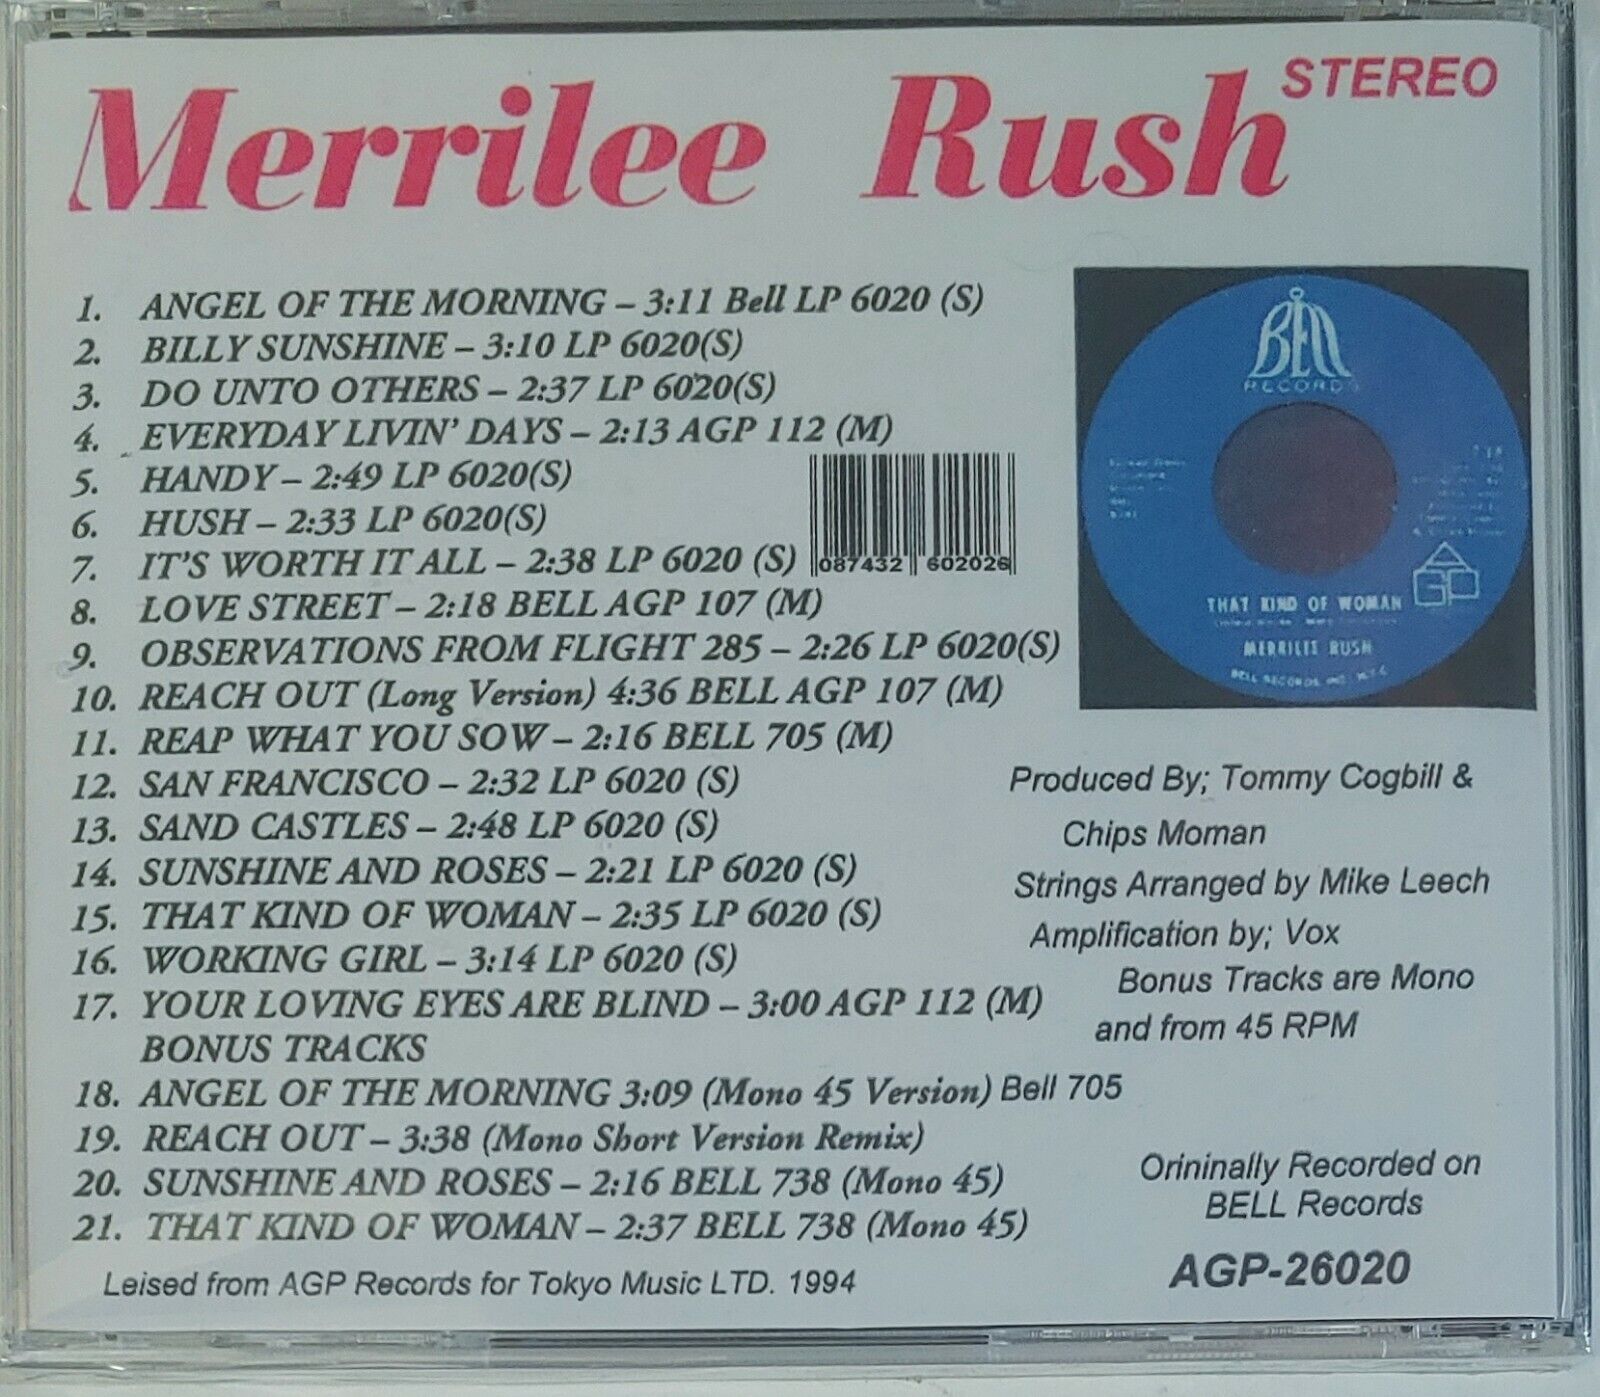 Merrilee Rush STEREO
1. ANGEL OF THE MORNING – 3:11 Bell LP 6020 (S)
2. BILLY SUNSHINE – 3:10 LP 6020(S)
3. DO UNTO OTHERS – 2:37 LP 6020(S)
4. EVERYDAY LIVIN' DAYS – 2:13 AGP 112 (M)
5. HANDY – 2:49 LP 6020(S)
6. HUSH – 2:33 LP 6020(S)
7. IT'S WORTH IT ALL – 2:38 LP 6020 (S)
8. LOVE STREET – 2:18 BELL AGP 107 (M)
9. OBSERVATIONS FROM FLIGHT 285 – 2:26 LP 6020(S)
10. REACH OUT (Long Version) 4:36 BELL AGP 107 (M)
11. REAP WHAT YOU SOW – 2:16 BELL 705 (M)
12. SAN FRANCISCO – 2:32 LP 6020 (S)
13. SAND CASTLES – 2:48 LP 6020 (S)
14. SUNSHINE AND ROSES – 2:21 LP 6020 (S)
15. THAT KIND OF WOMAN – 2:35 LP 6020 (S)
16. WORKING GIRL – 3:14 LP 6020 (S)
17. YOUR LOVING EYES ARE BLIND – 3:00 AGP 112 (M)
BONUS TRACKS
18. ANGEL OF THE MORNING 3:09 (Mono 45 Version) Bell 705
19. REACH OUT – 3:38 (Mono Short Version Remix)
20. SUNSHINE AND ROSES – 2:16 BELL 738 (Mono 45)
21. THAT KIND OF WOMAN – 2:37 BELL 738 (Mono 45)
Leised from AGP Records for Tokyo Music LTD. 1994
087432 602026
BELL
RECORDS
AGP
THAT KIND OF WOMAN
MERRILEE RUSH
BELL RECORDS, INC. N.Y.C.
Produced By; Tommy Cogbill &
Chips Moman
Strings Arranged by Mike Leech
Amplification by; Vox
Bonus Tracks are Mono
and from 45 RPM
Orininally Recorded on
BELL Records
AGP-26020